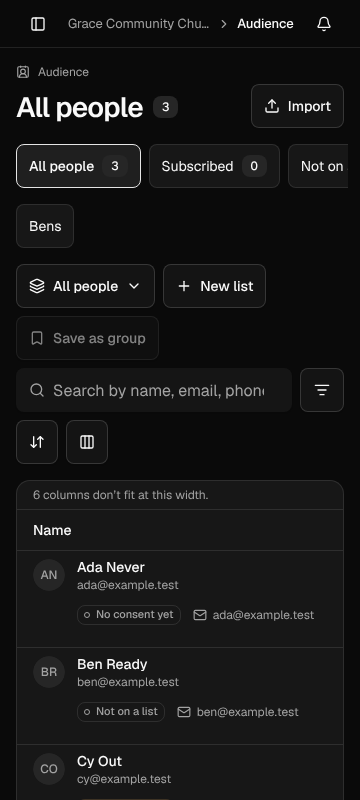 Grace Community Chu... > Audience
Audience
All people 3
Import
All people 3 Subscribed 0 Not on
Bens
All people New list
Save as group
Search by name, email, phone
6 columns don't fit at this width.
Name
AN Ada Never
ada@example.test
No consent yet ada@example.test
BR Ben Ready
ben@example.test
Not on a list ben@example.test
CO Cy Out
cy@example.test